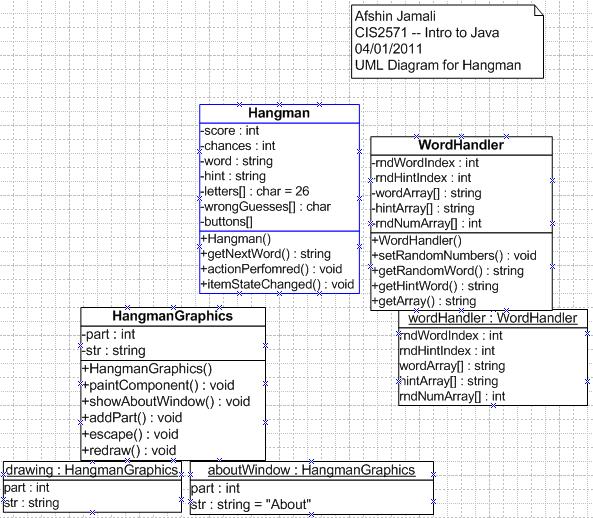 Afshin Jamali
CIS2571 -- Intro to Java
04/01/2011
UML Diagram for Hangman
Hangman
-score : int
-chances : int
-word : string
-hint : string
-letters[] : char = 26
-wrongGuesses[] : char
-buttons[]
+Hangman()
+getNextWord() : string
+actionPerfomred() : void
+itemStateChanged() : void
WordHandler
-rndWordIndex : int
-rndHintIndex : int
-wordArray[] : string
-hintArray[] : string
-rndNumArray[] : int
+WordHandler()
+setRandomNumbers() : void
+getRandomWord() : string
+getHintWord() : string
+getArray() : string
wordHandler : WordHandler
rndWordIndex : int
rndHintIndex : int
wordArray[] : string
hintArray[] : string
rndNumArray[] : int
HangmanGraphics
-part : int
-str : string
+HangmanGraphics()
+paintComponent() : void
+showAboutWindow() : void
+addPart() : void
+escape() : void
+redraw() : void
drawing : HangmanGraphics
part : int
str : string
aboutWindow : HangmanGraphics
part : int
str : string = "About"